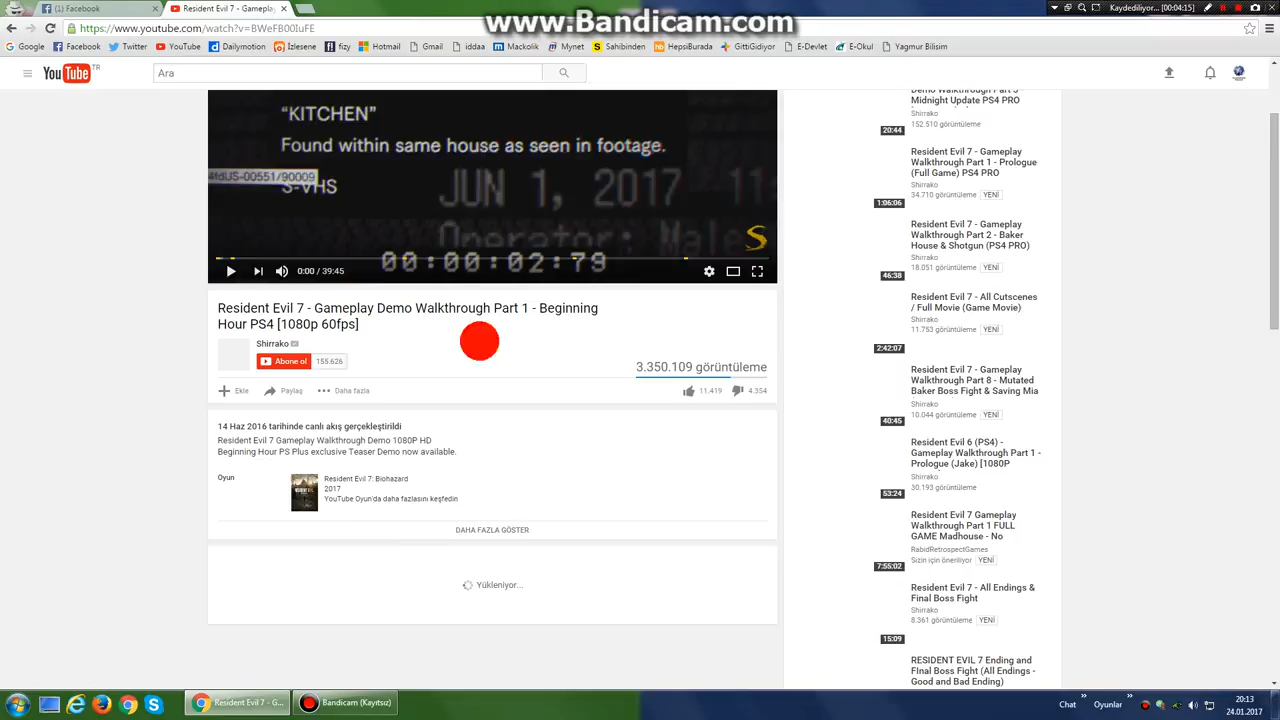 Facebook
Resident Evil 7 - Gameplay
www.Bandicam.com
Kaydediliyor...
[00:04:15]
https://www.youtube.com/watch?v=BWeFB00IuFE
Google
Facebook
Twitter
YouTube
Dailymotion
İzlesene
fizy
Hotmail
Gmail
iddaa
Mackolik
Mynet
Sahibinden
HepsiBurada
GittiGidiyor
E-Devlet
E-Okul
Yagmur Bilisim
YouTube TR
Ara
“KITCHEN”
Found within same house as seen in footage.
4fdUS-00551/90009
S-VHS
JUN 1, 2017
Operator:
00:00:02:79
0:00 / 39:45
Resident Evil 7 - Gameplay Demo Walkthrough Part 1 - Beginning
Hour PS4 [1080p 60fps]
Shirrako
Abone ol 155.626
3.350.109 görüntüleme
Ekle
Paylaş
Daha fazla
11.419
4.354
14 Haz 2016 tarihinde canlı akış gerçekleştirildi
Resident Evil 7 Gameplay Walkthrough Demo 1080P HD
Beginning Hour PS Plus exclusive Teaser Demo now available.
Oyun
Resident Evil 7: Biohazard
2017
YouTube Oyun'da daha fazlasını keşfedin
DAHA FAZLA GÖSTER
Yükleniyor...
Demo Walkthrough Part
Midnight Update PS4 PRO
Shirrako
152.510 görüntüleme
20:44
Resident Evil 7 - Gameplay
Walkthrough Part 1 - Prologue
(Full Game) PS4 PRO
Shirrako
34.710 görüntüleme YENİ
1:06:06
Resident Evil 7 - Gameplay
Walkthrough Part 2 - Baker
House & Shotgun (PS4 PRO)
Shirrako
18.051 görüntüleme YENİ
46:38
Resident Evil 7 - All Cutscenes
/ Full Movie (Game Movie)
Shirrako
11.753 görüntüleme YENİ
2:42:07
Resident Evil 7 - Gameplay
Walkthrough Part 8 - Mutated
Baker Boss Fight & Saving Mia
Shirrako
10.044 görüntüleme YENİ
40:45
Resident Evil 6 (PS4) -
Gameplay Walkthrough Part 1 -
Prologue (Jake) [1080P
Shirrako
30.193 görüntüleme
53:24
Resident Evil 7 Gameplay
Walkthrough Part 1 FULL
GAME Madhouse - No
RabidRetrospectGames
Sizin için öneriliyor YENİ
7:55:02
Resident Evil 7 - All Endings &
Final Boss Fight
Shirrako
8.361 görüntüleme YENİ
15:09
RESIDENT EVIL 7 Ending and
FInal Boss Fight (All Endings -
Good and Bad Ending)
Resident Evil 7 - G...
Bandicam (Kayıtsız)
Chat
Oyunlar
20:13
24.01.2017